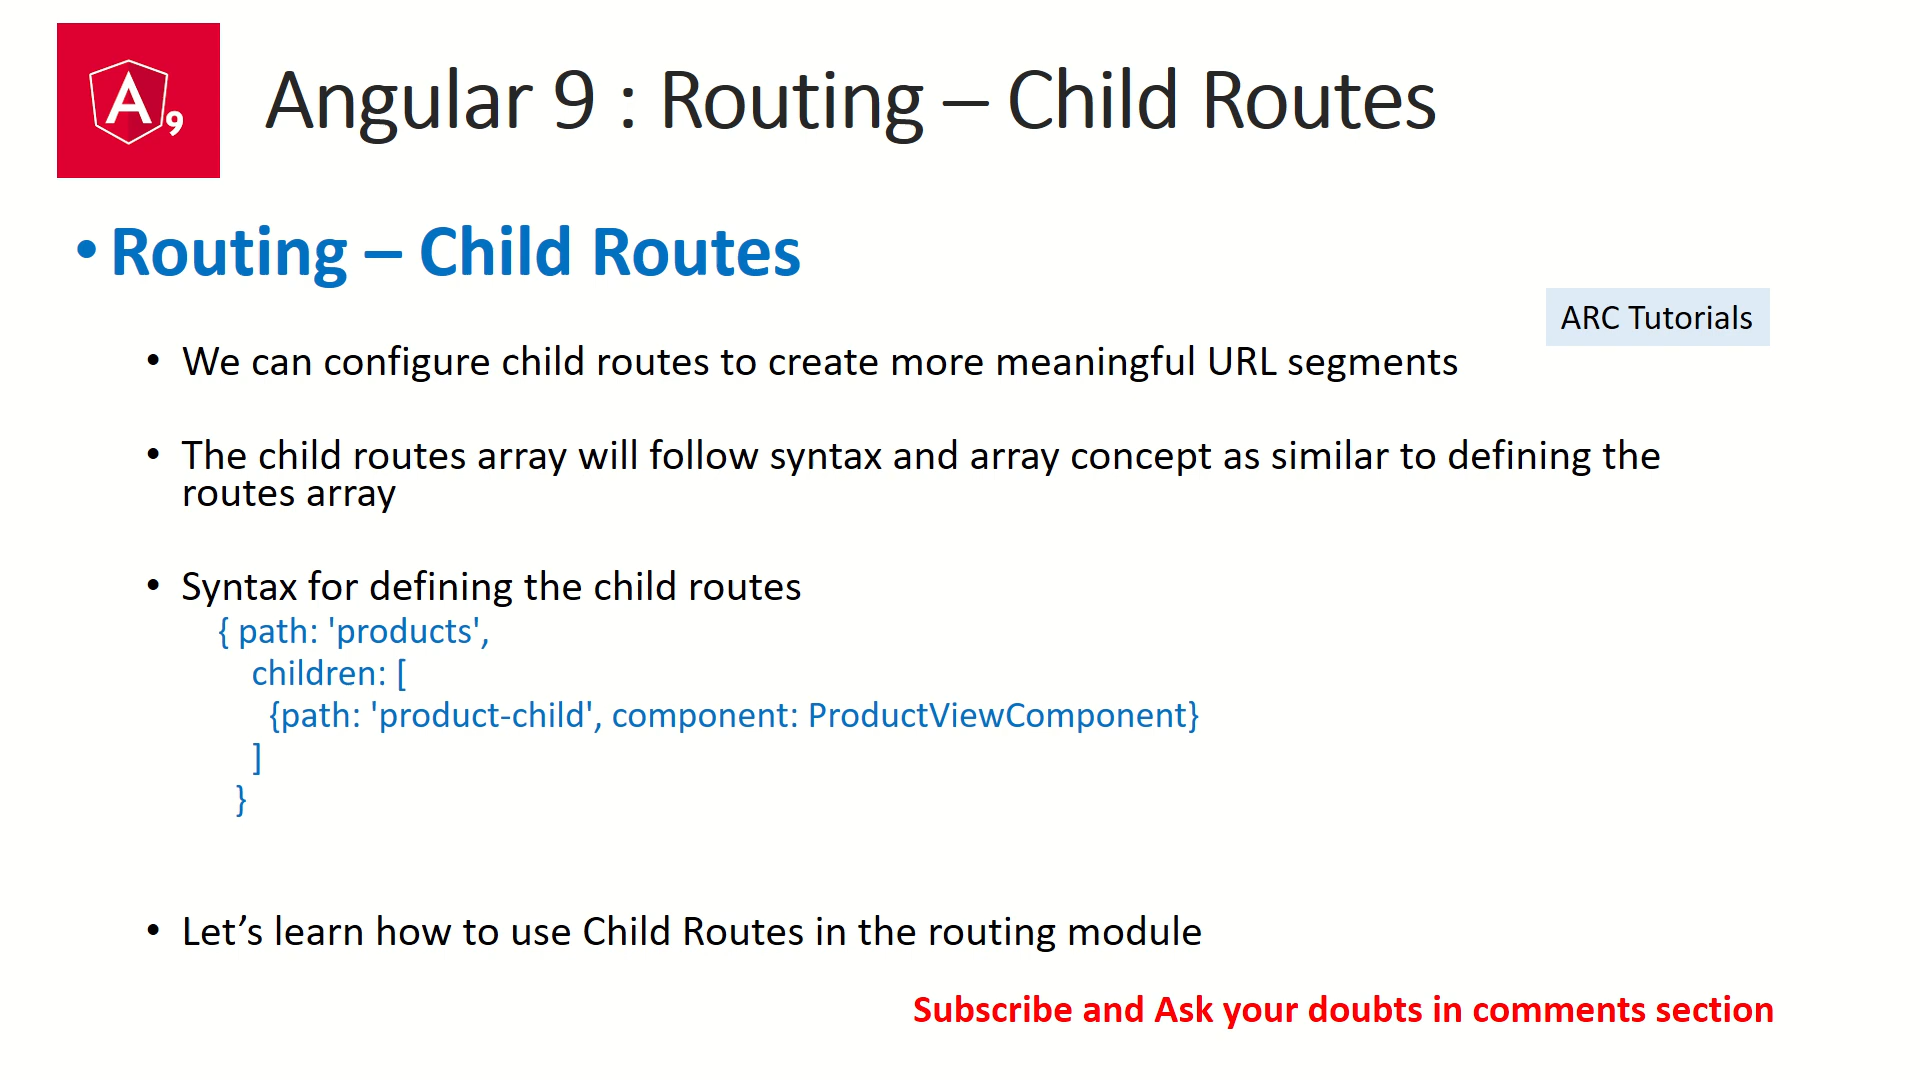 A9
Angular 9 : Routing – Child Routes
• Routing – Child Routes
ARC Tutorials
• We can configure child routes to create more meaningful URL segments
• The child routes array will follow syntax and array concept as similar to defining the
routes array
• Syntax for defining the child routes
{ path: 'products',
children: [
{path: 'product-child', component: ProductViewComponent}
]
}
• Let’s learn how to use Child Routes in the routing module
Subscribe and Ask your doubts in comments section